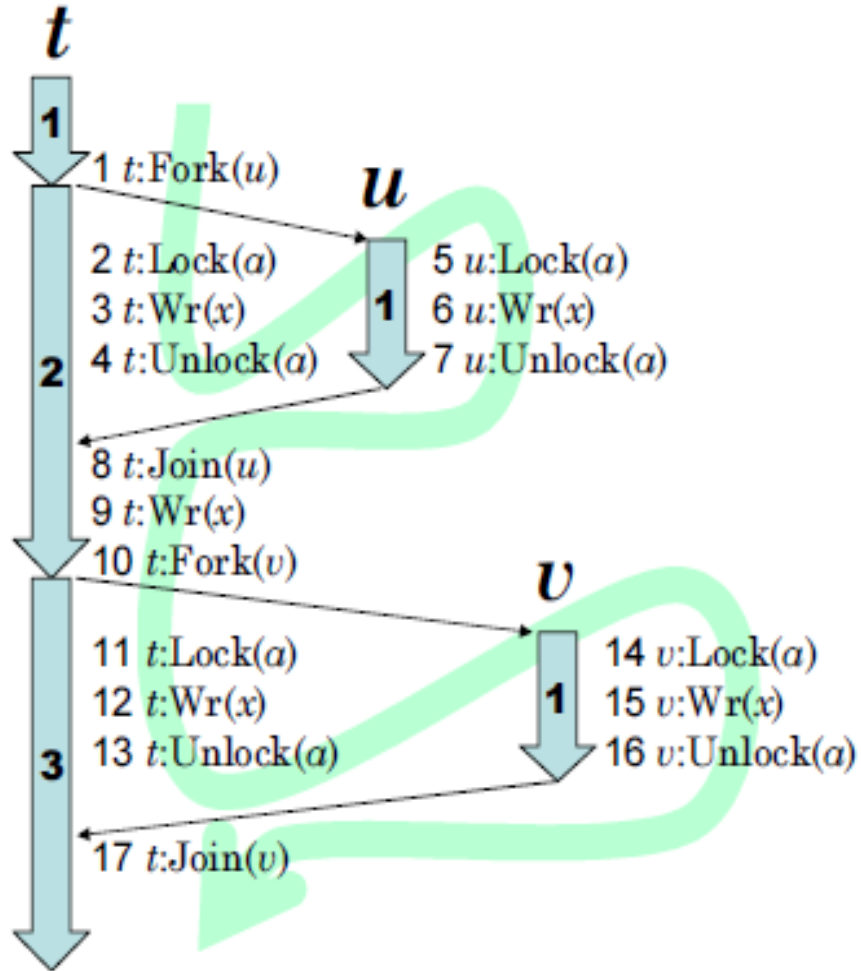 t
1
1 t:Fork(u)
u
2 t:Lock(a)
3 t:Wr(x)
4 t:Unlock(a)
2
1
5 u:Lock(a)
6 u:Wr(x)
7 u:Unlock(a)
8 t:Join(u)
9 t:Wr(x)
10 t:Fork(v)
v
11 t:Lock(a)
12 t:Wr(x)
13 t:Unlock(a)
3
1
14 v:Lock(a)
15 v:Wr(x)
16 v:Unlock(a)
17 t:Join(v)